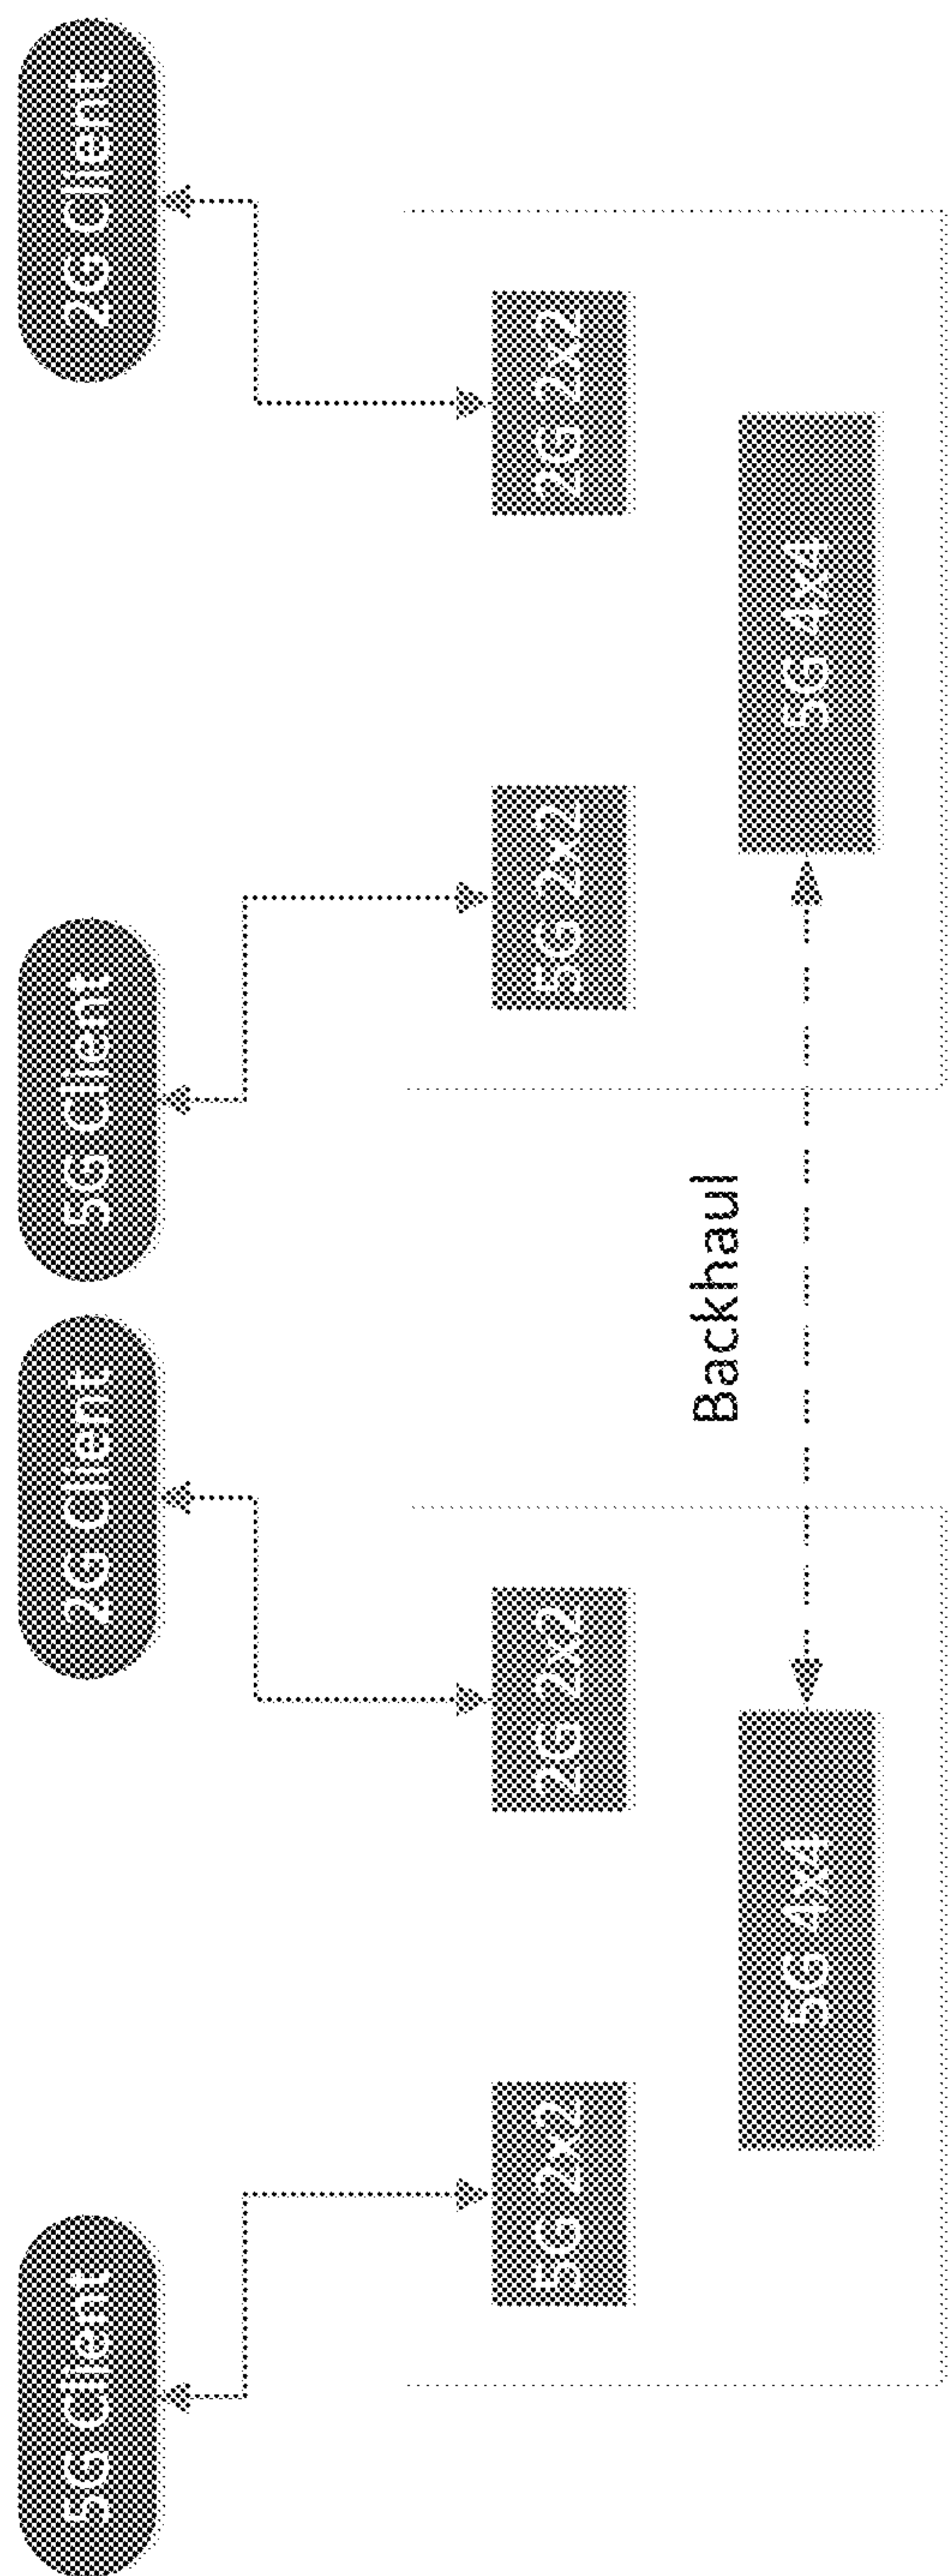 5G Client
2G Client
5G Client
2G Client
5G 2x2
2G 2x2
5G 2x2
2G 2x2
Backhaul
5G 4x4
5G 4x4